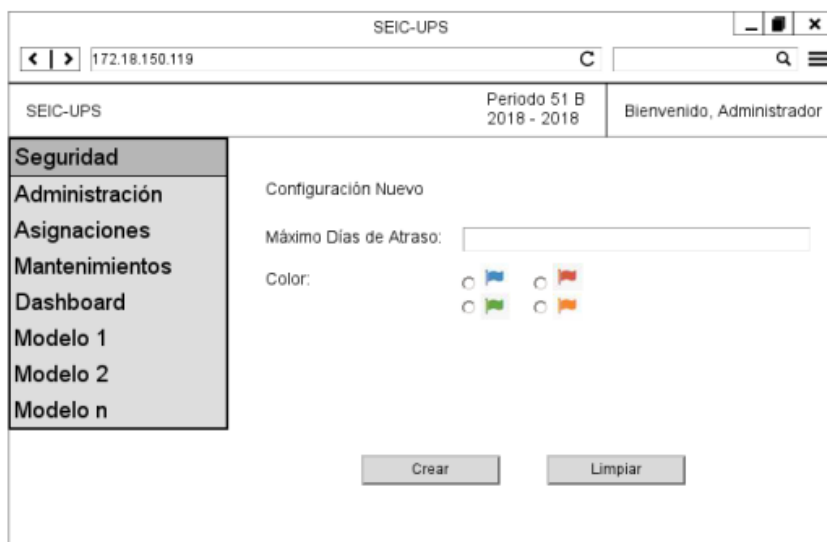 SEIC-UPS
172.18.150.119
SEIC-UPS
Periodo 51 B
2018 - 2018
Bienvenido, Administrador
Seguridad
Administración
Asignaciones
Mantenimientos
Dashboard
Modelo 1
Modelo 2
Modelo n
Configuración Nuevo
Máximo Días de Atraso:
Color:
Crear
Limpiar